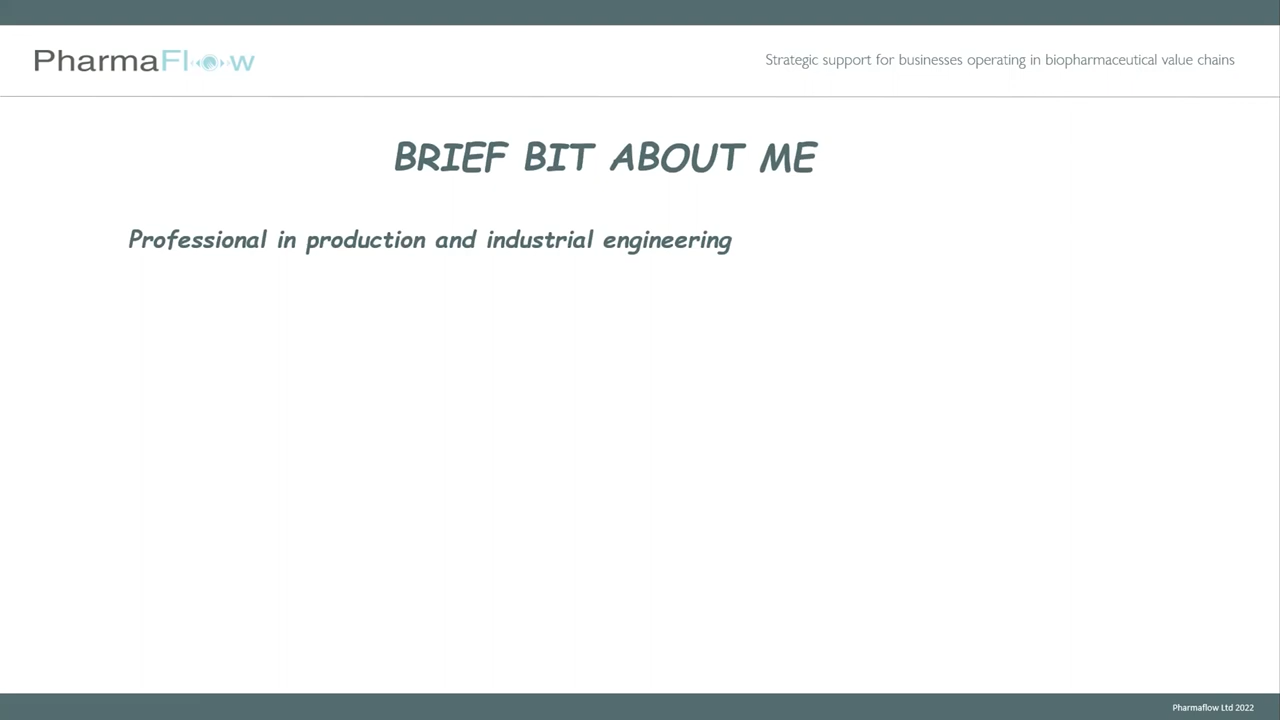 PharmaFlow
Strategic support for businesses operating in biopharmaceutical value chains
BRIEF BIT ABOUT ME
Professional in production and industrial engineering
Pharmaflow Ltd 2022